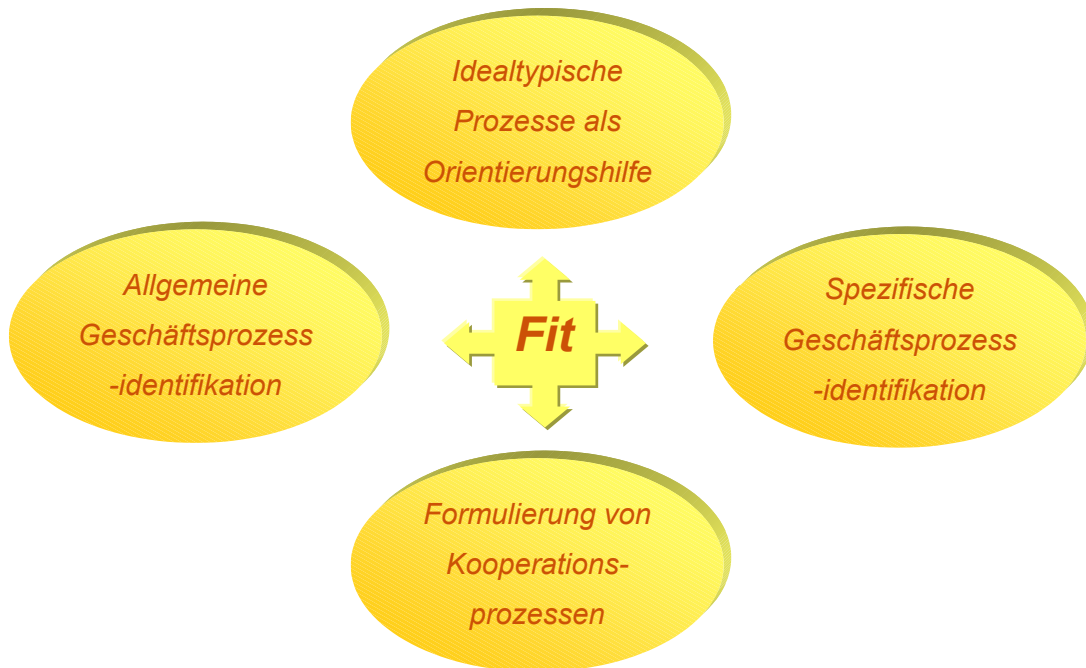 Idealtypische
Prozesse als
Orientierungshilfe
Allgemeine
Geschäftsprozess
-identifikation
Fit
Spezifische
Geschäftsprozess
-identifikation
Formulierung von
Kooperations-
prozessen